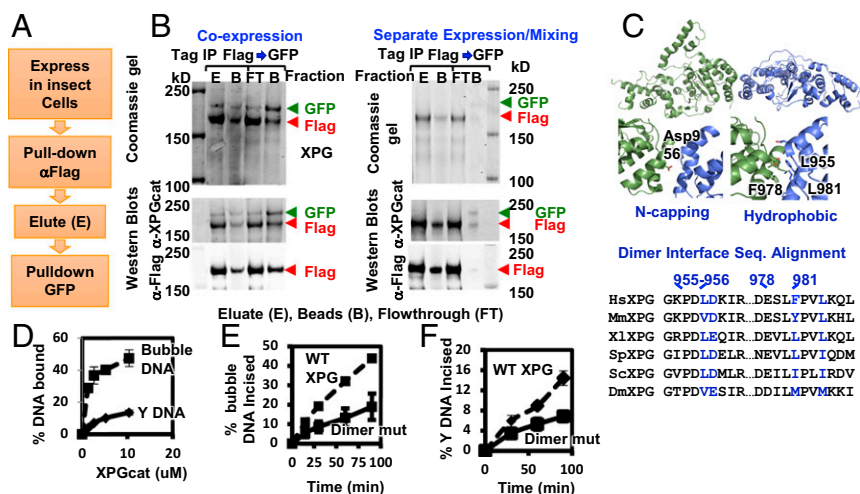 A
Express
in insect
Cells
Pull-down
αFlag
Elute (E)
Pulldown
GFP
B
Co-expression
Tag IP Flag GFP
kD E B FT B Fraction
250
GFP
Flag
150
XPG
100
Coomassie gel
250
200
GFP
Flag
150
250
200
Flag
150
Western Blots
α-Flag α-XPGcat
Separate Expression/Mixing
Tag IP Flag GFP
Fraction E B FT B kD
250
GFP
Flag
150
100
Coomassie
gel
250
200
GFP
Flag
150
250
200
Flag
150
Western Blots
α-Flag α-XPGcat
Eluate (E), Beads (B), Flowthrough (FT)
C
Asp9
56
L955
F978
L981
N-capping
Hydrophobic
Dimer Interface Seq. Alignment
955-956 978 981
HsXPG GKPDLDKIR…DESLFPVLKQL
MmXPG GKPDVDKIR…DESLYPVLKHL
XlXPG GRPDLEQIR…DESLLPVLKQL
SpXPG GIPDLDELR…NEVLLPVIQDM
ScXPG GVPDLDMLR…DEILIPLIRDV
DmXPG GTPDVESIR…DDILMPVMKKI
D
% DNA bound
60
40
20
0
Bubble
DNA
Y DNA
0 10 20
XPGcat (uM)
E
% bubble
DNA Incised
50
40
30
20
10
0
WT
XPG
Dimer mut
0 25 50 75 100
Time (min)
F
% Y DNA Incised
20
16
12
8
4
0
WT XPG
Dimer mut
0 50 100
Time (min)